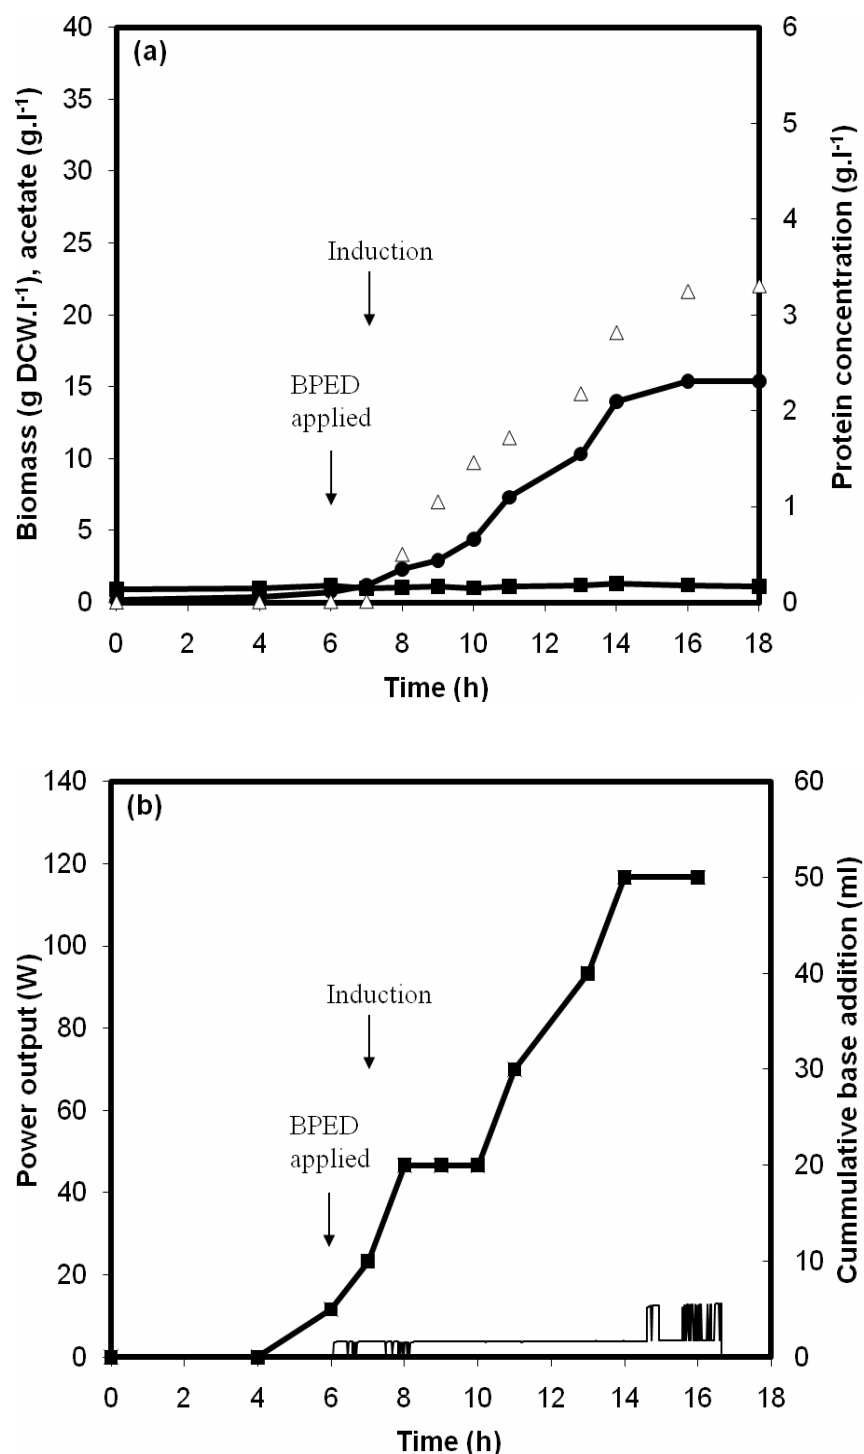 (a)
Biomass (g DCW.l-1), acetate (g.l-1)
40
35
30
25
20
15
10
5
0
Induction
BPED
applied
6
5
4
3
2
1
0
Protein concentration (g.l-1)
0 2 4 6 8 10 12 14 16 18
Time (h)
(b)
Power output (W)
140
120
100
80
60
40
20
0
Induction
BPED
applied
60
50
40
30
20
10
0
Cummulative base addition (ml)
0 2 4 6 8 10 12 14 16 18
Time (h)